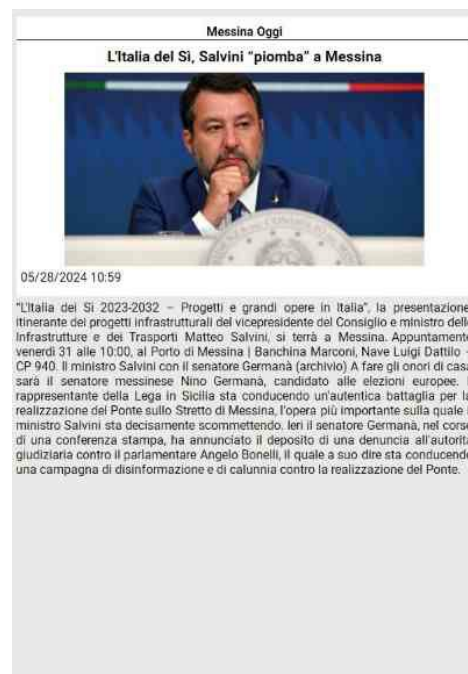 Messina Oggi
L'Italia del Sì, Salvini "piomba" a Messina
05/28/2024 10:59
"L'Italia dei Sì 2023-2032 – Progetti e grandi opere in Italia", la presentazione
itinerante dei progetti infrastrutturali del vicepresidente del Consiglio e ministro delle
Infrastrutture e dei Trasporti Matteo Salvini, si terrà a Messina. Appuntamento
venerdì 31 alle 10:00, al Porto di Messina | Banchina Marconi, Nave Luigi Dattilo -
CP 940. Il ministro Salvini con il senatore Germanà (archivio) A fare gli onori di casa
sarà il senatore messinese Nino Germanà, candidato alle elezioni europee.
rappresentante della Lega in Sicilia sta conducendo un'autentica battaglia per la
realizzazione del Ponte sullo Stretto di Messina, l'opera più importante sulla quale
ministro Salvini sta decisamente scommettendo. Ieri il senatore Germanà, nel corso
di una conferenza stampa, ha annunciato il deposito di una denuncia all'autorità
giudiziaria contro il parlamentare Angelo Bonelli, il quale a suo dire sta conducendo
una campagna di disinformazione e di calunnia contro la realizzazione del Ponte.